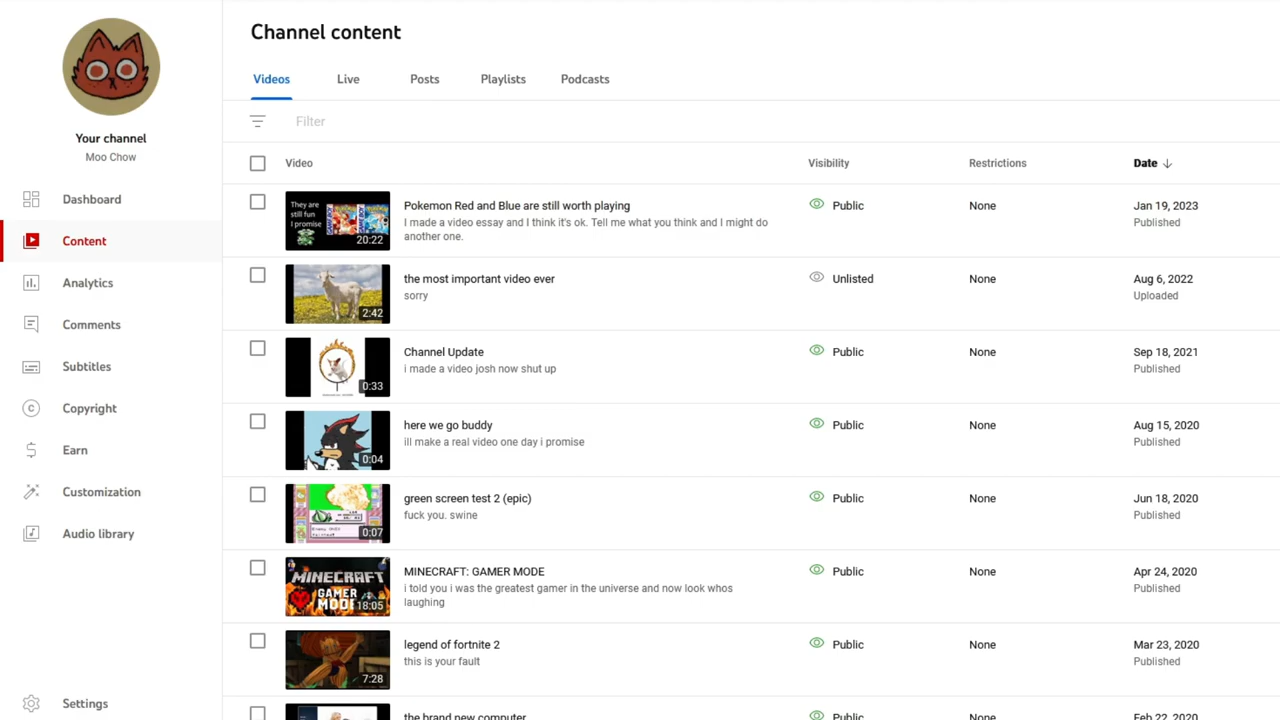 Channel content
Videos Live Posts Playlists Podcasts
Filter
Your channel
Moo Chow
Dashboard
Content
Analytics
Comments
Subtitles
Copyright
Earn
Customization
Audio library
Settings
Video Visibility Restrictions Date
They are
still fun
I promise
20:22
Pokemon Red and Blue are still worth playing
I made a video essay and I think it's ok. Tell me what you think and I might do
another one.
Public None Jan 19, 2023
Published
2:42
the most important video ever
sorry
Unlisted None Aug 6, 2022
Uploaded
0:33
Channel Update
i made a video josh now shut up
Public None Sep 18, 2021
Published
0:04
here we go buddy
ill make a real video one day i promise
Public None Aug 15, 2020
Published
0:07
green screen test 2 (epic)
fuck you. swine
Public None Jun 18, 2020
Published
MINECRAFT
GAMER
MODE
18:05
MINECRAFT: GAMER MODE
i told you i was the greatest gamer in the universe and now look whos
laughing
Public None Apr 24, 2020
Published
7:28
legend of fortnite 2
this is your fault
Public None Mar 23, 2020
Published
the brand new computer
Public None Feb 22, 2020